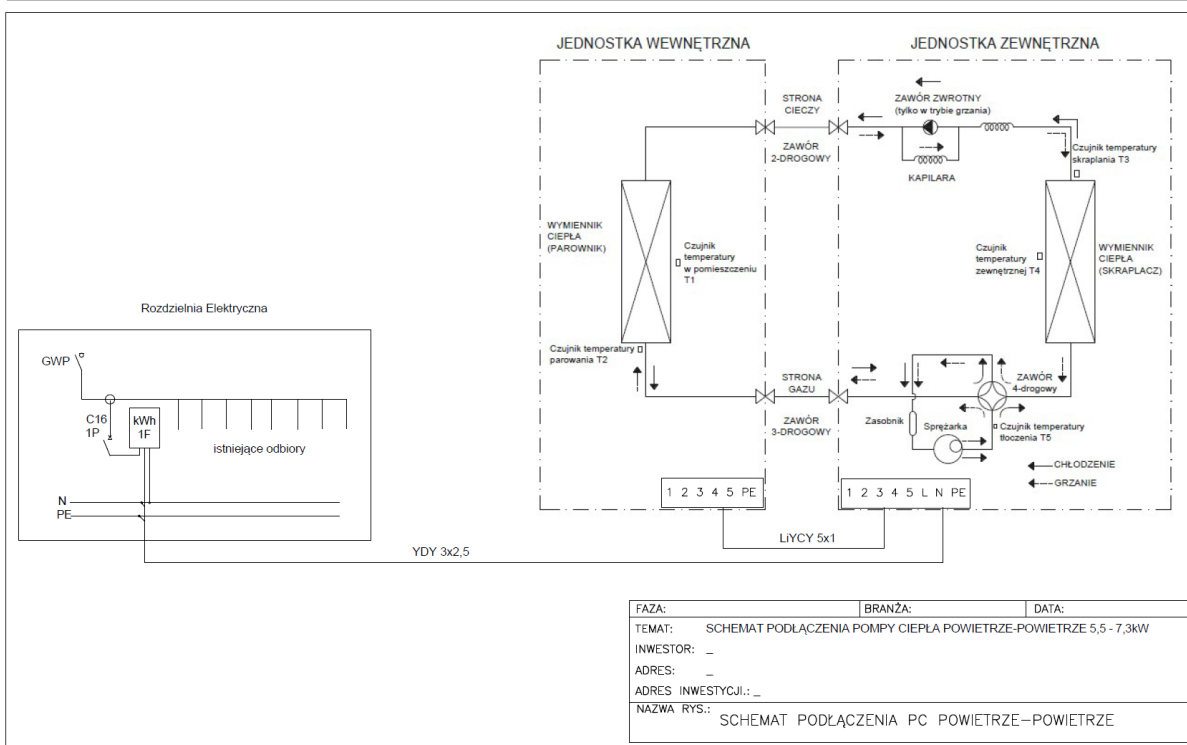 JEDNOSTKA WEWNĘTRZNA
JEDNOSTKA ZEWNĘTRZNA
STRONA
CIECZY
ZAWÓR
2-DROGOWY
ZAWÓR ZWROTNY
(tylko w trybie grzania)
KAPILARA
Czujnik temperatury
skraplania T3
WYMIENNIK
CIEPŁA
(PAROWNIK)
Czujnik
temperatury
w pomieszczeniu
T1
Czujnik
temperatury
zewnętrznej T4
WYMIENNIK
CIEPŁA
(SKRAPLACZ)
Czujnik temperatury
parowania T2
STRONA
GAZU
ZAWÓR
3-DROGOWY
ZAWÓR
4-drogowy
Zasobnik
Sprężarka
Czujnik temperatury
tłoczenia T5
CHŁODZENIE
GRZANIE
1 2 3 4 5 PE
1 2 3 4 5 L N PE
LiYCY 5x1
YDY 3x2,5
Rozdzielnia Elektryczna
GWP
C16
1P
kWh
1F
istniejące odbiory
N
PE
FAZA:
BRANŻA:
DATA:
TEMAT: SCHEMAT PODŁĄCZENIA POMPY CIEPŁA POWIETRZE-POWIETRZE 5,5 - 7,3kW
INWESTOR: _
ADRES: _
ADRES INWESTYCJI.: _
NAZWA RYS.:
SCHEMAT PODŁĄCZENIA PC POWIETRZE-POWIETRZE